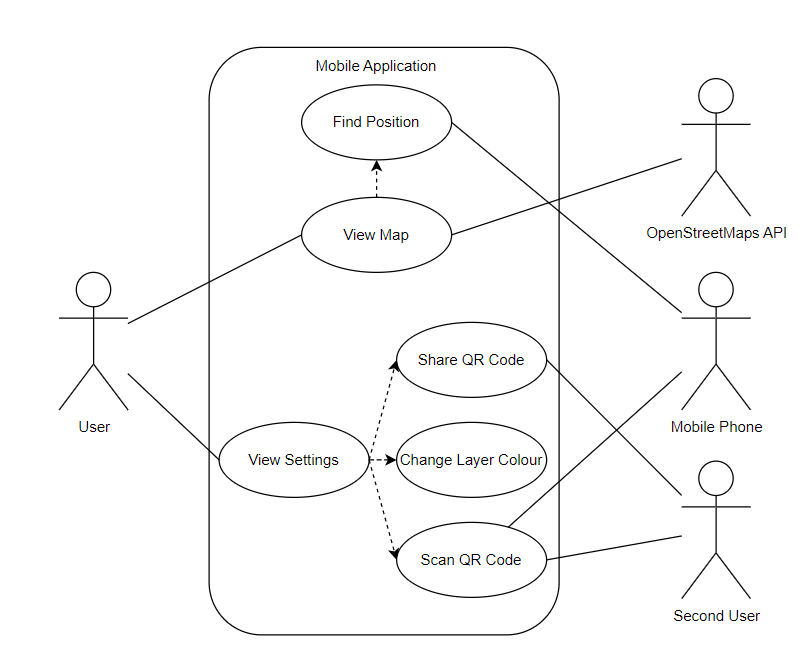 Mobile Application
Find Position
View Map
OpenStreetMaps API
Share QR Code
User
Mobile Phone
View Settings
Change Layer Colour
Scan QR Code
Second User